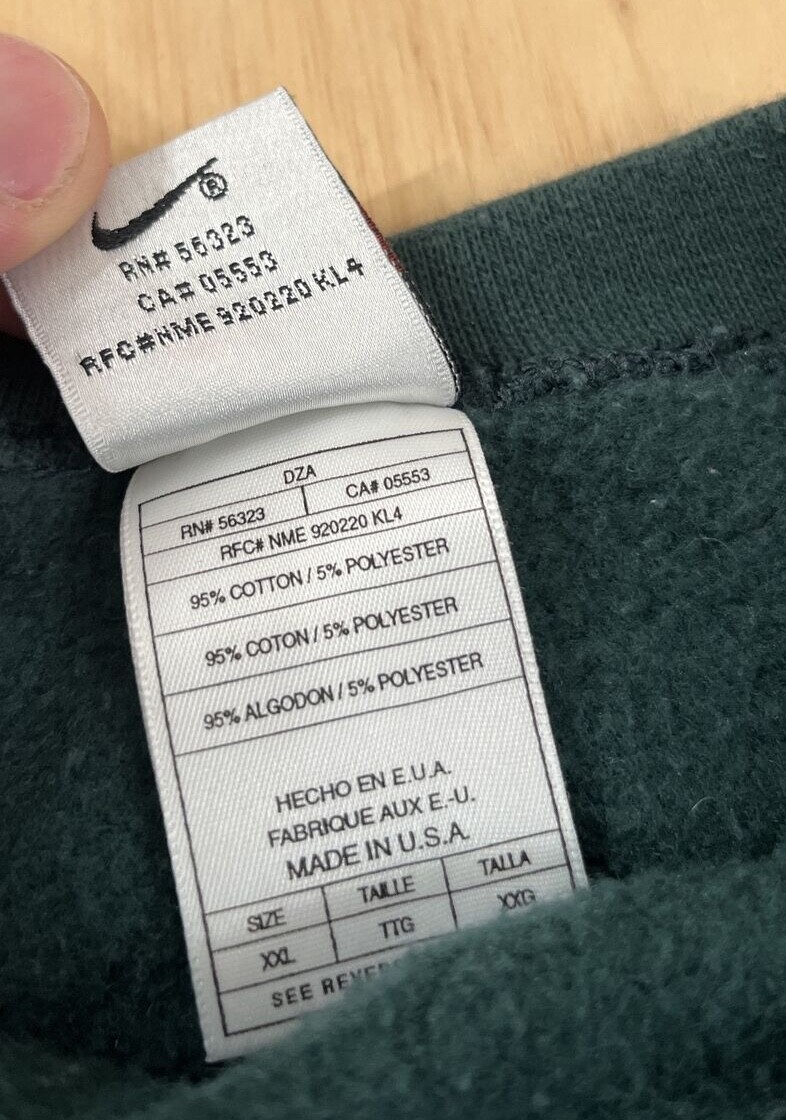 ®
RN# 56323
CA# 05553
RFC#NME 920220 KL4
DZA
RN# 56323 CA# 05553
RFC# NME 920220 KL4
95% COTTON / 5% POLYESTER
95% COTON / 5% POLYESTER
95% ALGODON / 5% POLYESTER
HECHO EN E.U.A.
FABRIQUE AUX E.-U.
MADE IN U.S.A.
SIZE TAILLE TALLA
XXL TTG XXG
SEE